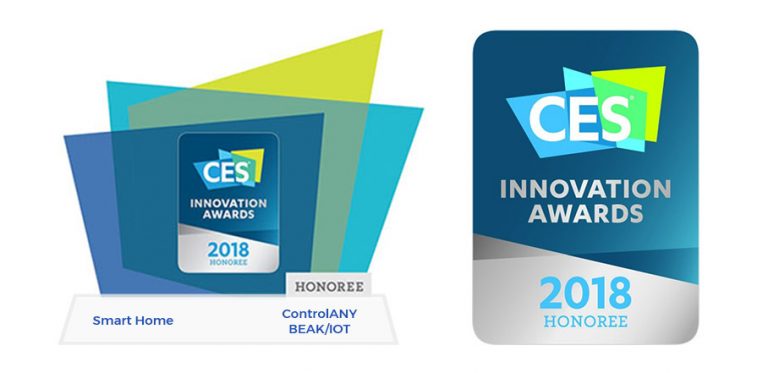 CES
INNOVATION
AWARDS
2018
HONOREE
HONOREE
Smart Home
ControlANY
BEAK/IOT
CES
INNOVATION
AWARDS
2018
HONOREE